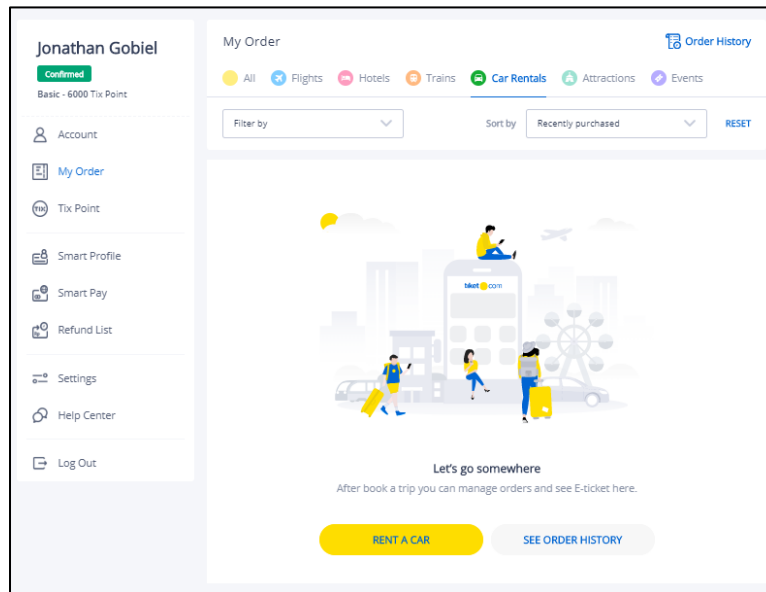 Jonathan Gobiel
Confirmed
Basic - 6000 Tix Point
Account
My Order
TIX Tix Point
Smart Profile
Smart Pay
Refund List
Settings
Help Center
Log Out
My Order
Order History
All Flights Hotels Trains Car Rentals Attractions Events
Filter by
Sort by Recently purchased RESET
tiket com
Let's go somewhere
After book a trip you can manage orders and see E-ticket here.
RENT A CAR SEE ORDER HISTORY